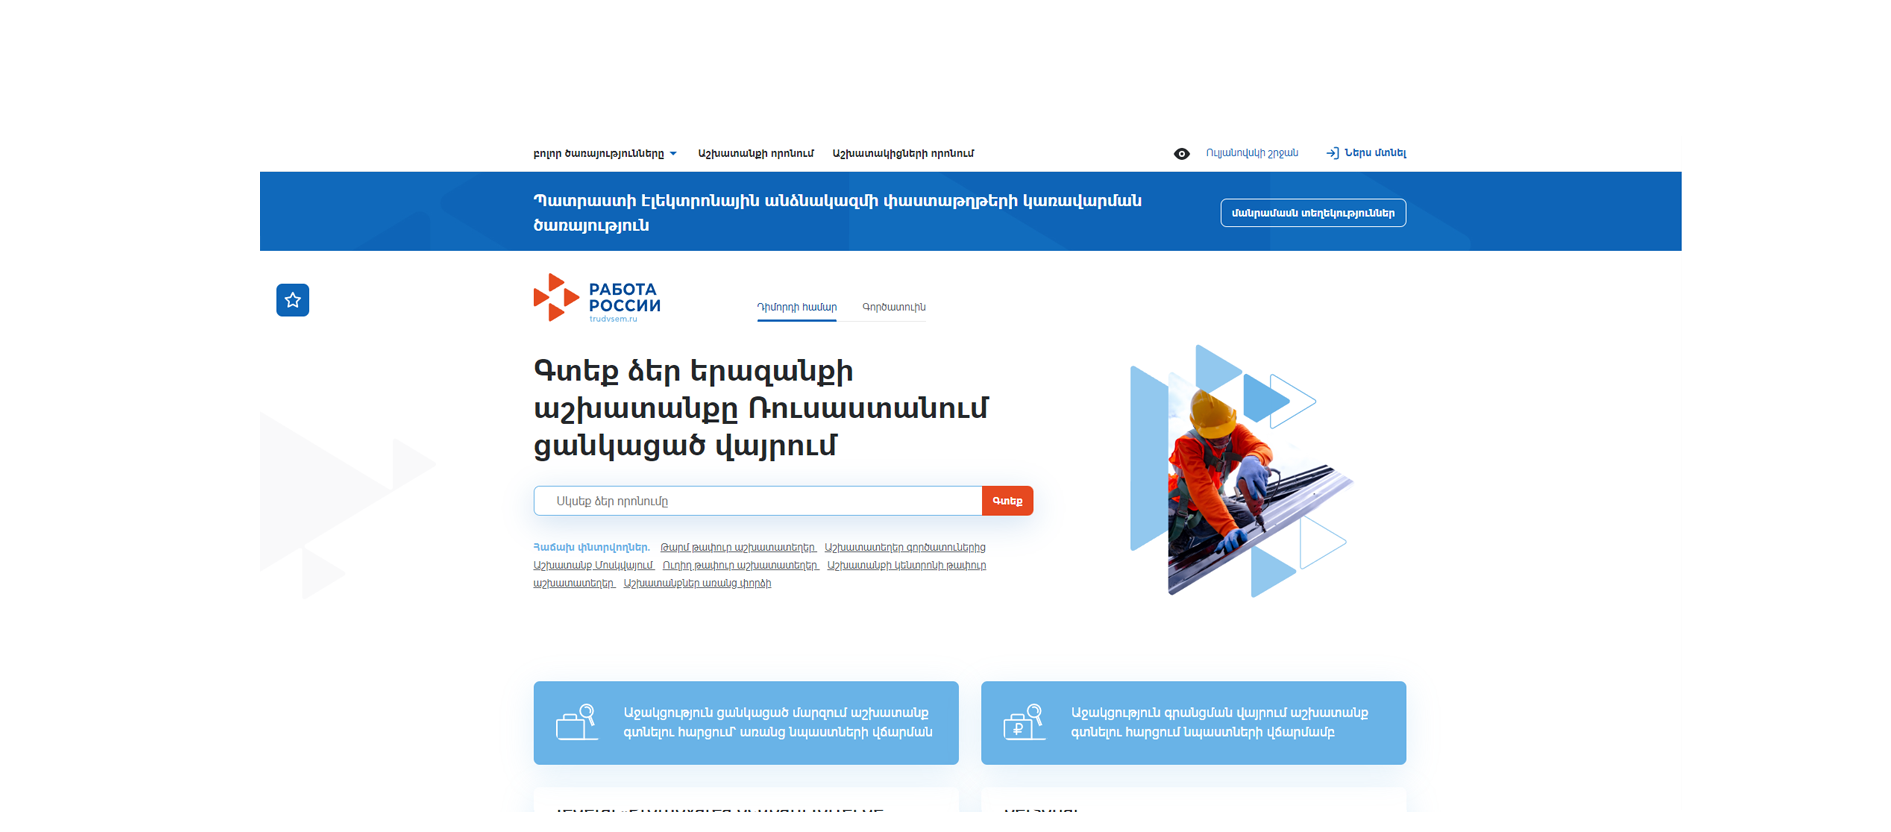 բոլոր ծառայությունները
Աշխատանքի որոնում
Աշխատակիցների որոնում
Ուլյանովսկի շրջան
Ներս մտնել
Պատրաստի էլեկտրոնային անձնակազմի փաստաթղթերի կառավարման
ծառայություն
մանրամասն տեղեկություններ
РАБОТА
РОССИИ
trudvsem.ru
Դիմորդի համար
Գործատուին
Գտեք ձեր երազանքի
աշխատանքը Ռուսաստանում
ցանկացած վայրում
Սկսեք ձեր որոնումը
Գտեք
Հաճախ փնտրվողներ. Թարմ թափուր աշխատատեղեր Աշխատատեղեր գործատուներից
Աշխատանք Մոսկվայում Ուղիղ թափուր աշխատատեղեր Աշխատանքի կենտրոնի թափուր
աշխատատեղեր Աշխատանքներ առանց փորձի
Աջակցություն ցանկացած մարզում աշխատանք
գտնելու հարցում՝ առանց նպաստների վճարման
Աջակցություն գրանցման վայրում աշխատանք
գտնելու հարցում նպաստների վճարմամբ